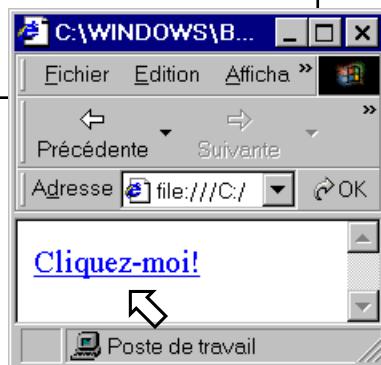 C:\WINDOWS\B...
Fichier Edition Afficha »
»
Précédente Suivante
Adresse file:///C:/ OK
Cliquez-moi!
Poste de travail